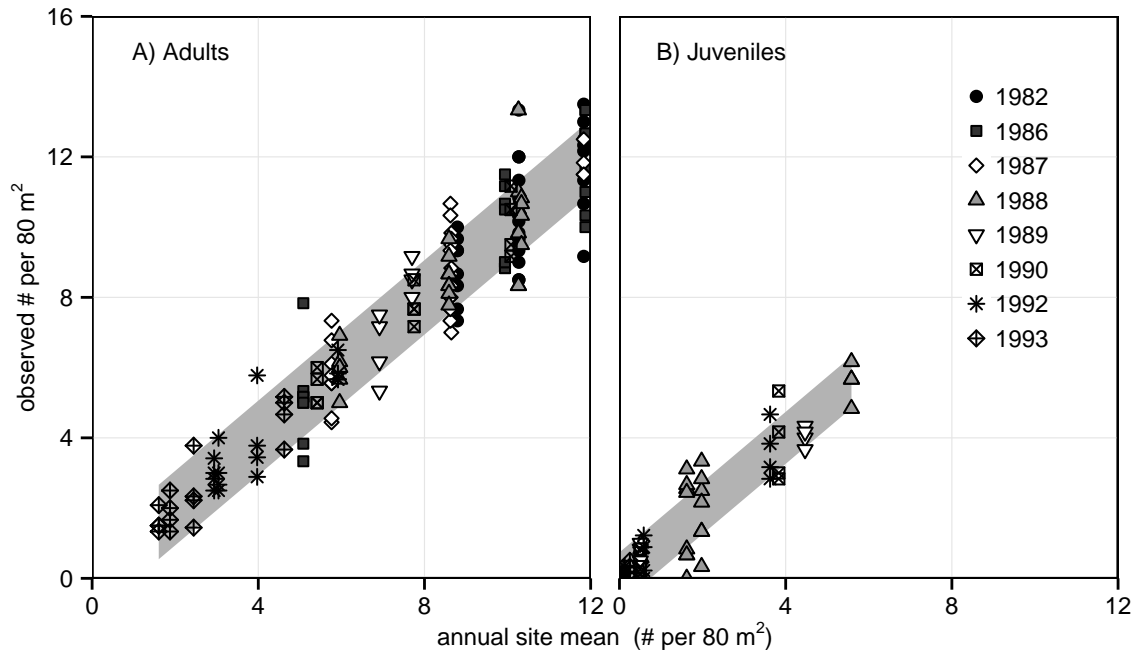 16
12
8
4
0
observed # per 80 m²
A) Adults
B) Juveniles
1982
1986
1987
1988
1989
1990
1992
1993
0 4 8 12
0 4 8 12
annual site mean (# per 80 m²)